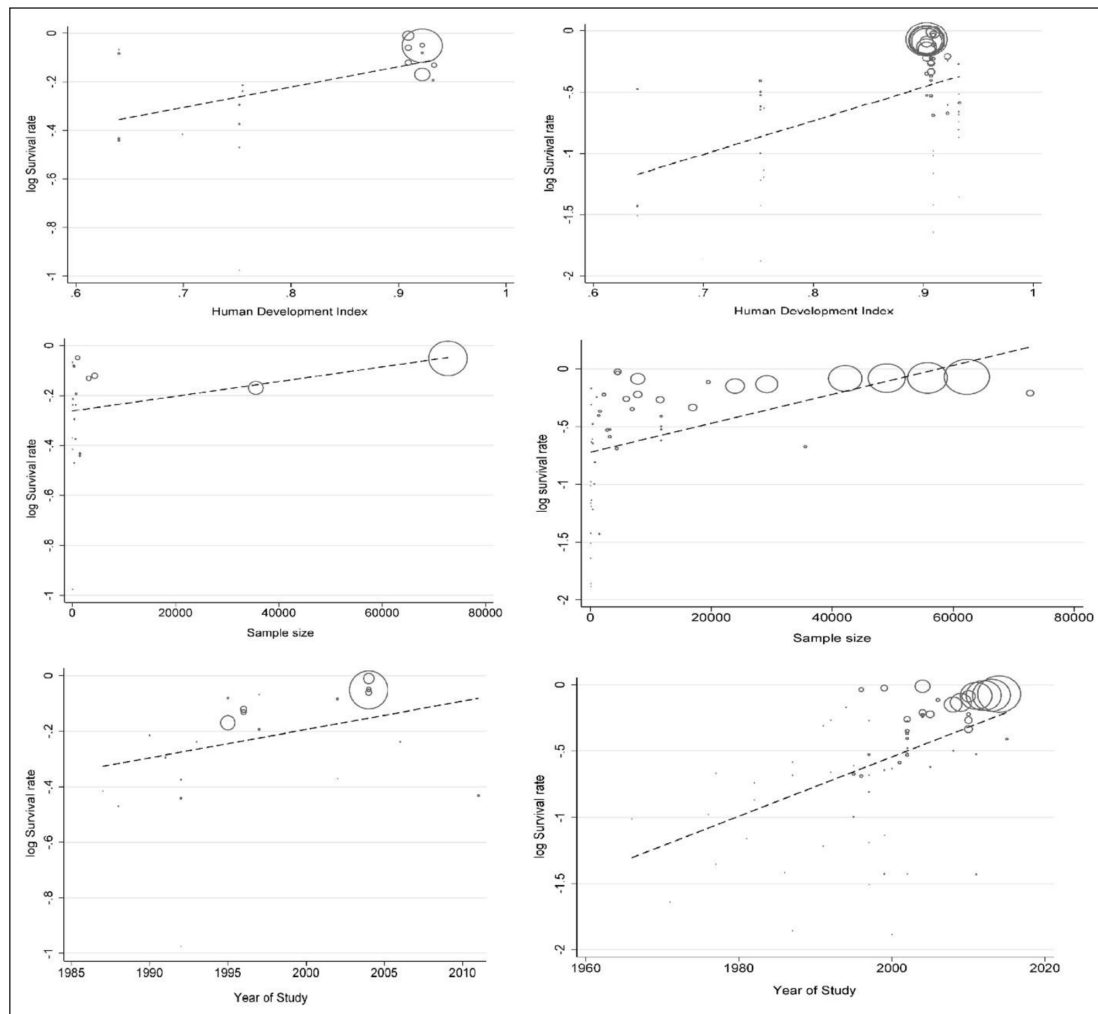 0
-.2
-.4
-.6
-.8
-1
log Survival rate
.6 .7 .8 .9 1
Human Development Index
0
-.5
-1
-1.5
-2
log Survival rate
.6 .7 .8 .9 1
Human Development Index
0
-.2
-.4
-.6
-.8
-1
log Survival rate
0 20000 40000 60000 80000
Sample size
0
-.5
-1
-1.5
-2
log survival rate
0 20000 40000 60000 80000
Sample size
0
-.2
-.4
-.6
-.8
-1
log Survival rate
1985 1990 1995 2000 2005 2010
Year of Study
0
-.5
-1
-1.5
-2
log Survival rate
1960 1980 2000 2020
Year of Study